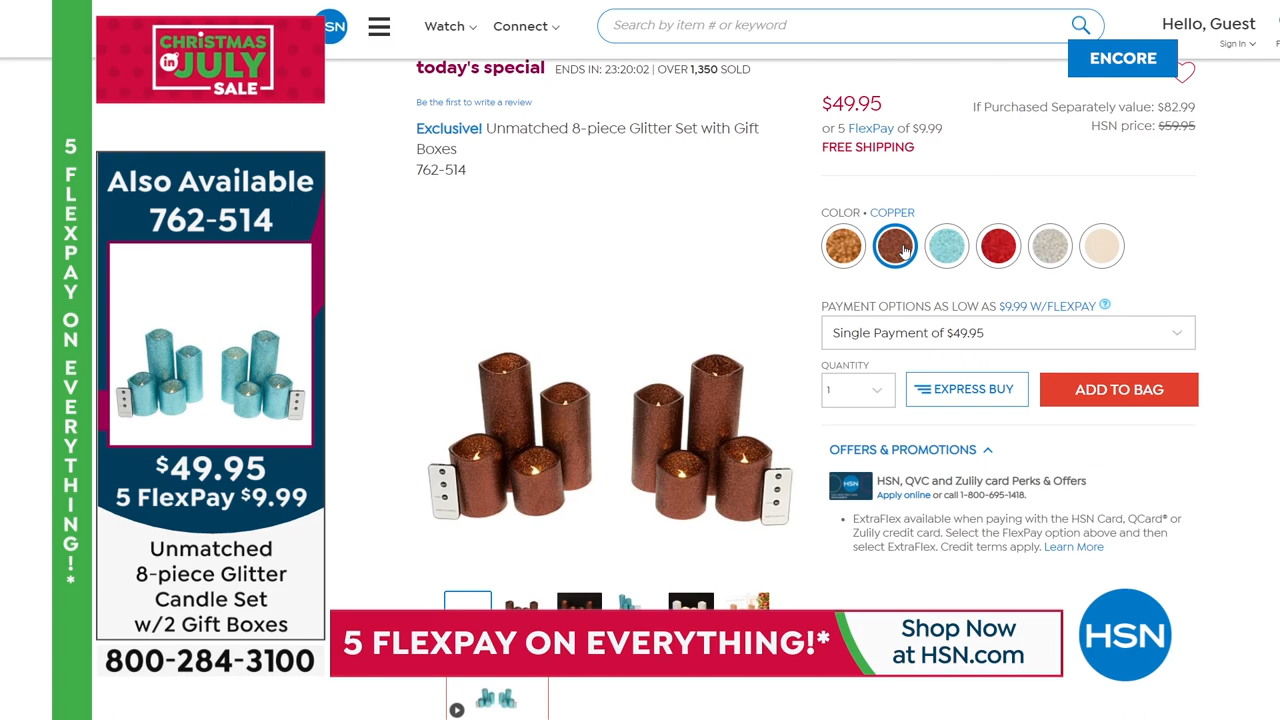 5 FLEXPAY ON EVERYTHING!*
CHRISTMAS
in
JULY
SALE
Also Available
762-514
$49.95
5 FlexPay $9.99
Unmatched
8-piece Glitter
Candle Set
w/2 Gift Boxes
800-284-3100
SN
Watch
Connect
Search by item # or keyword
Hello, Guest
Sign In
ENCORE
today's special ENDS IN: 23:20:02 | OVER 1,350 SOLD
Be the first to write a review
Exclusive! Unmatched 8-piece Glitter Set with Gift
Boxes
762-514
$49.95
or 5 FlexPay of $9.99
FREE SHIPPING
If Purchased Separately value: $82.99
HSN price: $59.95
COLOR • COPPER
PAYMENT OPTIONS AS LOW AS $9.99 W/FLEXPAY ?
Single Payment of $49.95
QUANTITY
1
EXPRESS BUY
ADD TO BAG
OFFERS & PROMOTIONS
HSN
HSN, QVC and Zulily card Perks & Offers
Apply online or call 1-800-695-1418.
• ExtraFlex available when paying with the HSN Card, QCard® or
Zulily credit card. Select the FlexPay option above and then
select ExtraFlex. Credit terms apply. Learn More
5 FLEXPAY ON EVERYTHING!*
Shop Now
at HSN.com
HSN